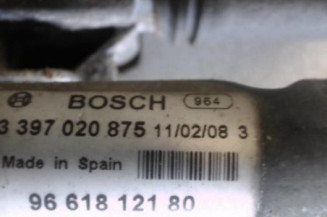 BOSCH 964
3 397 020 875 11/02/08 3
Made in Spain
96 618 121 80